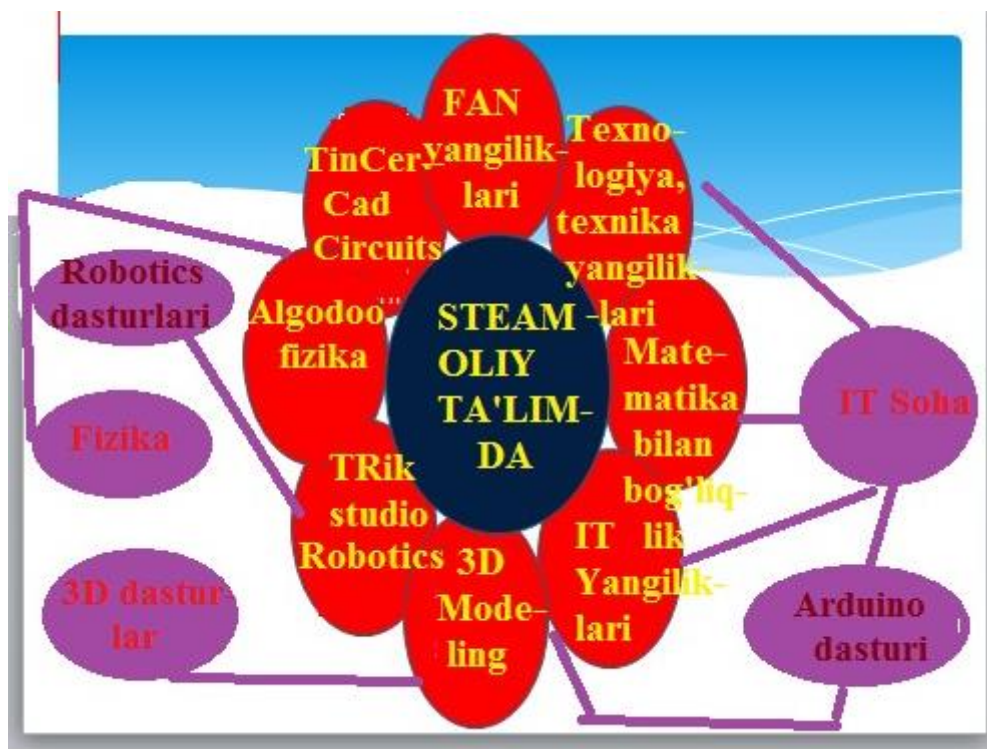 FAN
yangilik-
lari
Texno-
logiya,
texnika
yangilik-
-lari
TinCer-
Cad
Circuits
Robotics
dasturlari
Algodoo
fizika
STEAM
OLIY
TA'LIM-
DA
Mate-
matika
bilan
bog'liq-
lik
IT Soha
Fizika
TRik
studio
Robotics
3D
Mode-
ling
IT
Yangilik-
lari
3D dastur-
lar
Arduino
dasturi